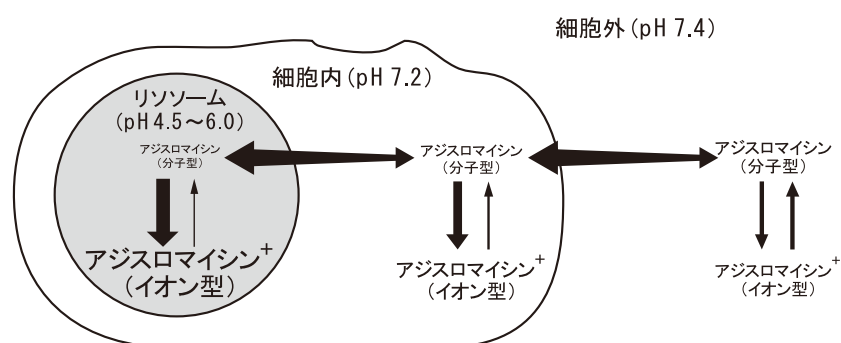 細胞外(pH 7.4)
細胞内(pH 7.2)
リソソーム
(pH 4.5～6.0)
アジスロマイシン
(分子型)
アジスロマイシン+
(イオン型)
アジスロマイシン
(分子型)
アジスロマイシン+
(イオン型)
アジスロマイシン
(分子型)
アジスロマイシン+
(イオン型)